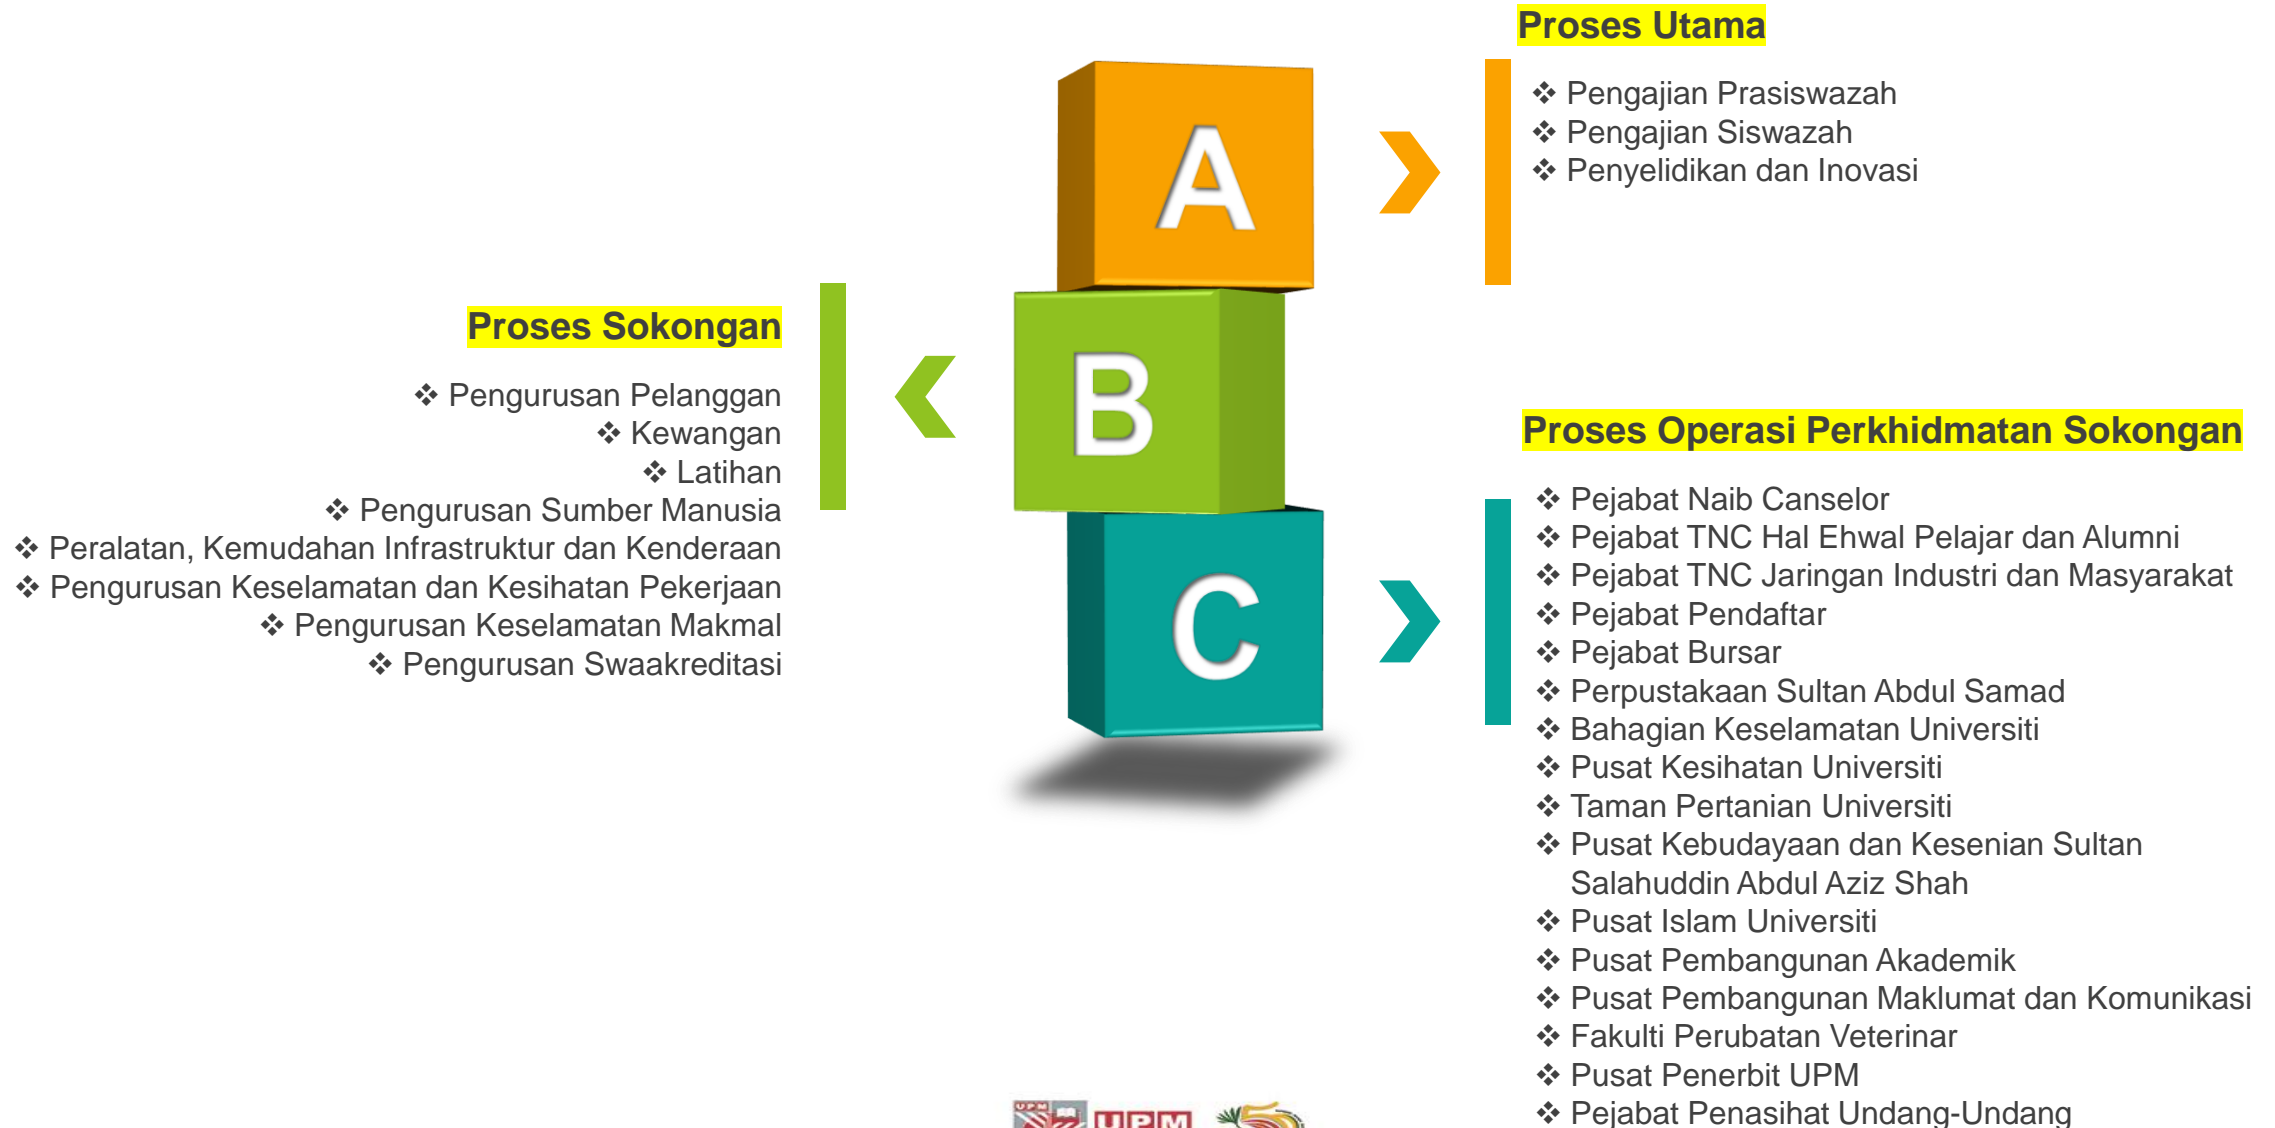 Proses Utama
❖ Pengajian Prasiswazah
❖ Pengajian Siswazah
❖ Penyelidikan dan Inovasi
A
Proses Sokongan
❖ Pengurusan Pelanggan
❖ Kewangan
❖ Latihan
❖ Pengurusan Sumber Manusia
❖ Peralatan, Kemudahan Infrastruktur dan Kenderaan
❖ Pengurusan Keselamatan dan Kesihatan Pekerjaan
❖ Pengurusan Keselamatan Makmal
❖ Pengurusan Swaakreditasi
B
C
Proses Operasi Perkhidmatan Sokongan
❖ Pejabat Naib Canselor
❖ Pejabat TNC Hal Ehwal Pelajar dan Alumni
❖ Pejabat TNC Jaringan Industri dan Masyarakat
❖ Pejabat Pendaftar
❖ Pejabat Bursar
❖ Perpustakaan Sultan Abdul Samad
❖ Bahagian Keselamatan Universiti
❖ Pusat Kesihatan Universiti
❖ Taman Pertanian Universiti
❖ Pusat Kebudayaan dan Kesenian Sultan
Salahuddin Abdul Aziz Shah
❖ Pusat Islam Universiti
❖ Pusat Pembangunan Akademik
❖ Pusat Pembangunan Maklumat dan Komunikasi
❖ Fakulti Perubatan Veterinar
❖ Pusat Penerbit UPM
❖ Pejabat Penasihat Undang-Undang
UPM
UPM